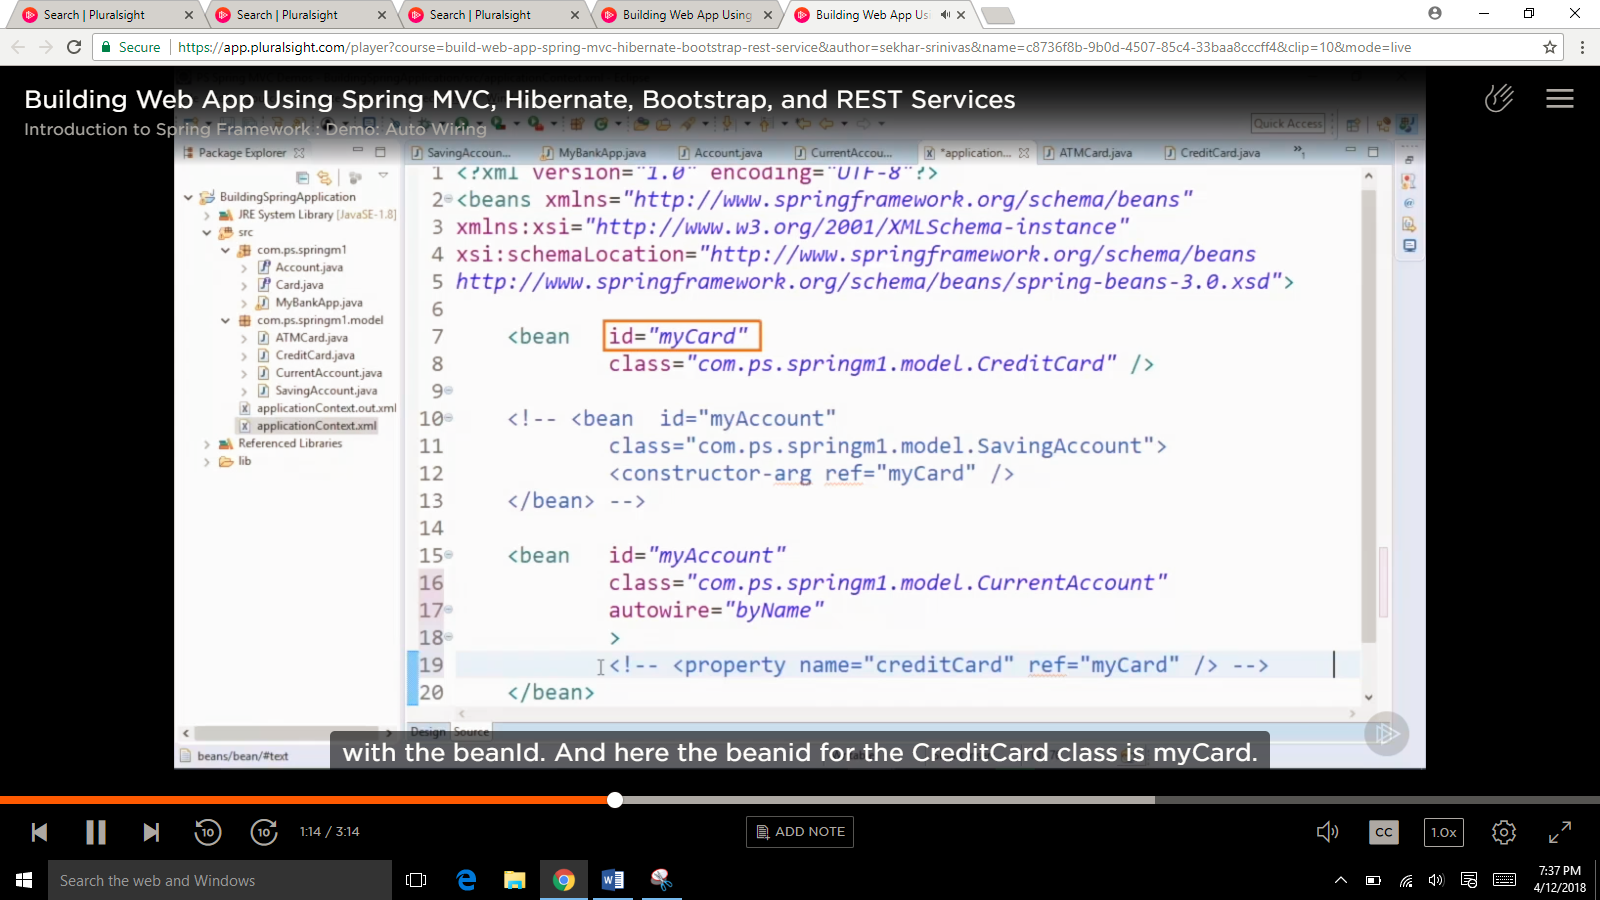 Search | Pluralsight
Search | Pluralsight
Search | Pluralsight
Building Web App Using
Building Web App Us
Secure
https://app.pluralsight.com/player?course=build-web-app-spring-mvc-hibernate-bootstrap-rest-service&author=sekhar-srinivas&name=c8736f8b-9b0d-4507-85c4-33baa8cccff4&clip=10&mode=live
Building Web App Using Spring MVC, Hibernate, Bootstrap, and REST Services
Introduction to Spring Framework : Demo: Auto Wiring
Quick Access
Package Explorer
SavingAccoun...
MyBankApp.java
Account.java
CurrentAccou...
*application...
ATMCard.java
CreditCard.java
BuildingSpringApplication
JRE System Library [JavaSE-1.8]
src
com.ps.springm1
Account.java
Card.java
MyBankApp.java
com.ps.springm1.model
ATMCard.java
CreditCard.java
CurrentAccount.java
SavingAccount.java
applicationContext.out.xml
applicationContext.xml
Referenced Libraries
lib
1 <?xml version="1.0" encoding="UTF-8"?>
2 <beans xmlns="http://www.springframework.org/schema/beans"
3 xmlns:xsi="http://www.w3.org/2001/XMLSchema-instance"
4 xsi:schemaLocation="http://www.springframework.org/schema/beans
5 http://www.springframework.org/schema/beans/spring-beans-3.0.xsd">
6
7 <bean id="myCard"
8 class="com.ps.springm1.model.CreditCard" />
9
10 <!-- <bean id="myAccount"
11 class="com.ps.springm1.model.SavingAccount">
12 <constructor-arg ref="myCard" />
13 </bean> -->
14
15 <bean id="myAccount"
16 class="com.ps.springm1.model.CurrentAccount"
17 autowire="byName"
18 >
19 <!-- <property name="creditCard" ref="myCard" /> -->
20 </bean>
Design Source
beans/bean/#text
with the beanId. And here the beanid for the CreditCard class is myCard.
10
10
1:14 / 3:14
ADD NOTE
CC
1.0x
Search the web and Windows
7:37 PM
4/12/2018